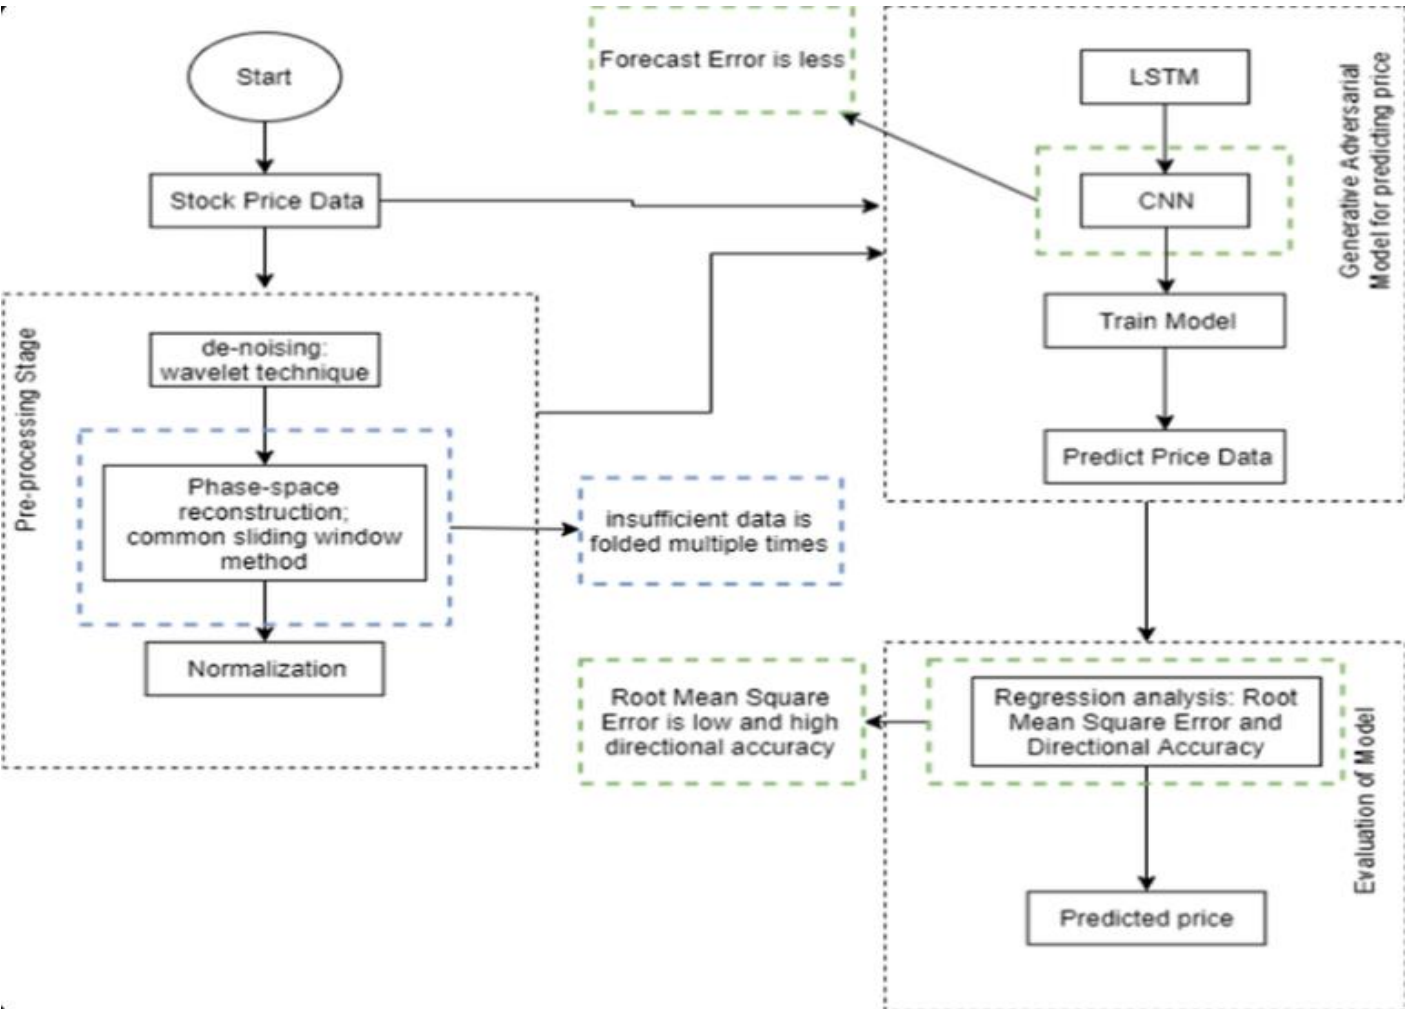 Start
Stock Price Data
Pre-processing Stage
de-noising:
wavelet technique
Phase-space
reconstruction;
common sliding window
method
Normalization
insufficient data is
folded multiple times
Forecast Error is less
Generative Adversarial
Model for predicting price
LSTM
CNN
Train Model
Predict Price Data
Evaluation of Model
Regression analysis: Root
Mean Square Error and
Directional Accuracy
Root Mean Square
Error is low and high
directional accuracy
Predicted price